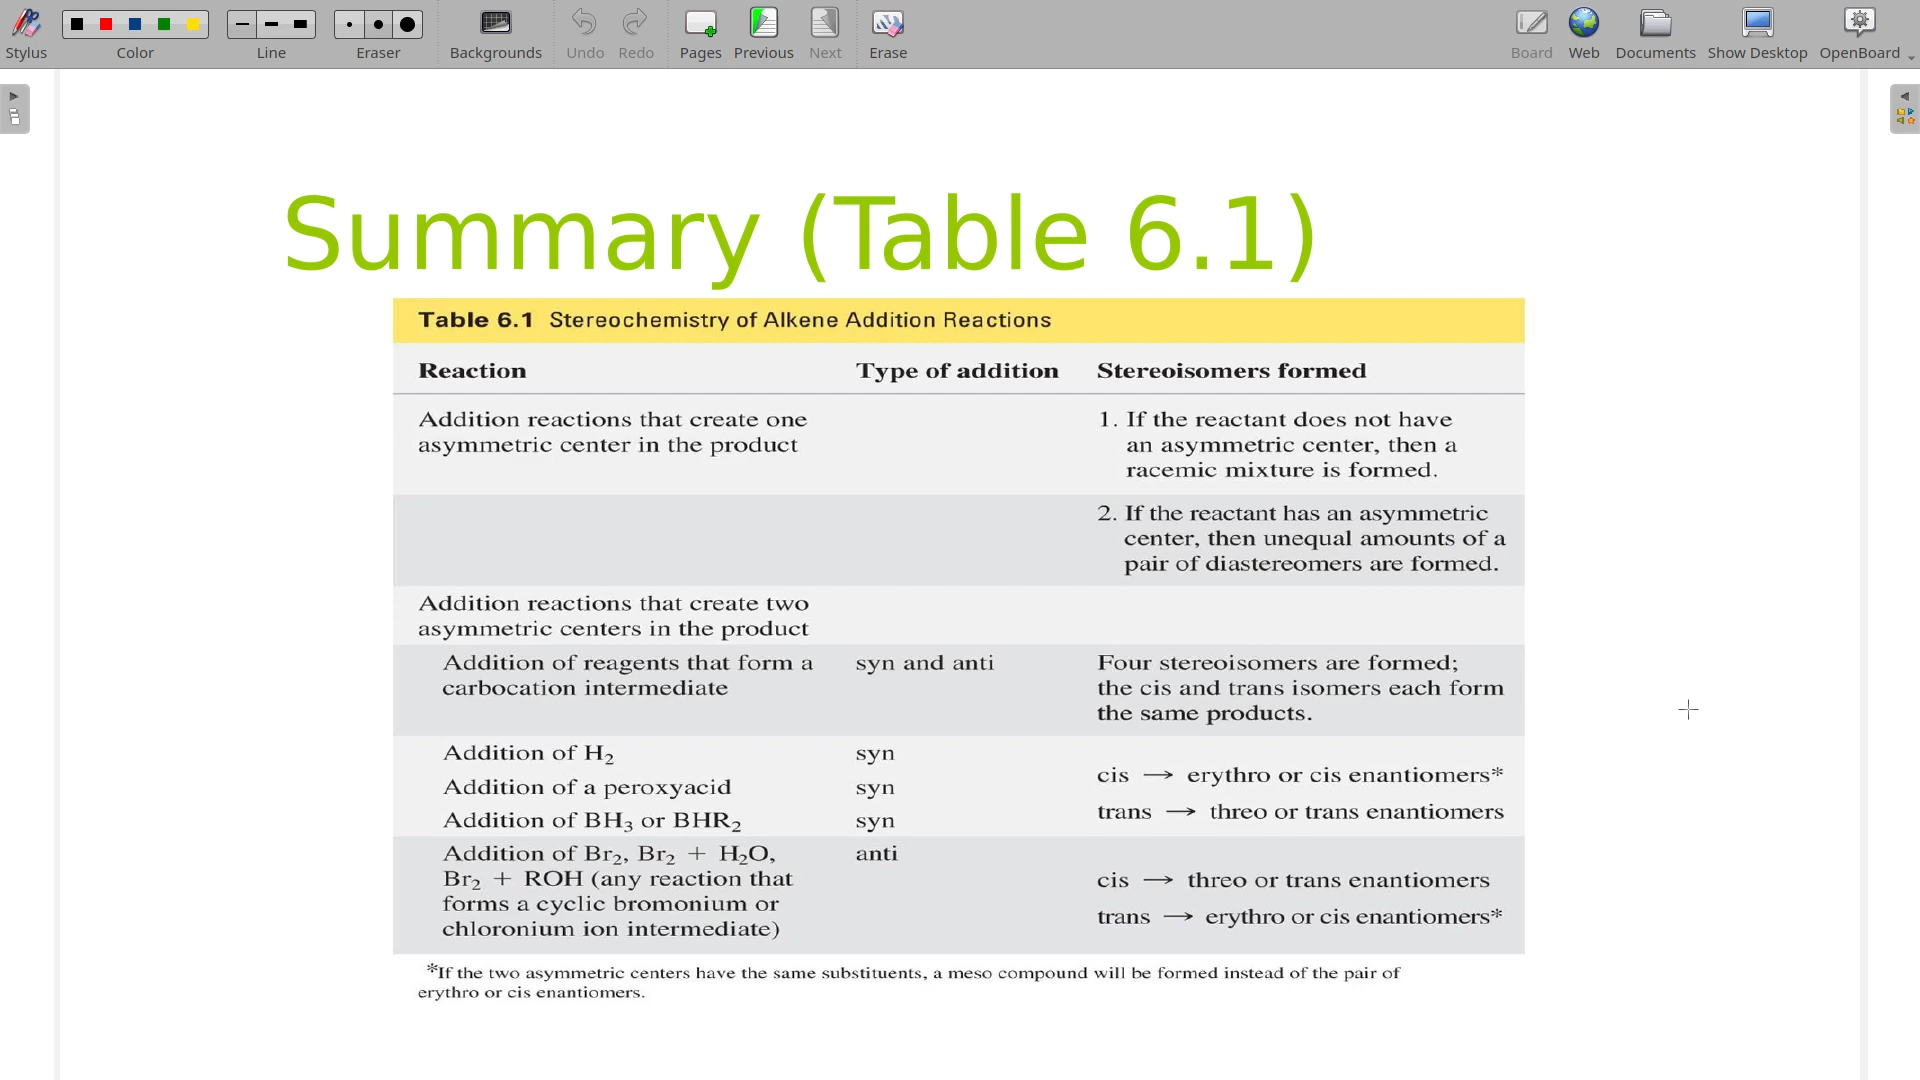 Stylus Color Line Eraser Backgrounds Undo Redo Pages Previous Next Erase Board Web Documents Show Desktop OpenBoard
Summary (Table 6.1)
Table 6.1 Stereochemistry of Alkene Addition Reactions
Reaction Type of addition Stereoisomers formed
Addition reactions that create one
asymmetric center in the product
1. If the reactant does not have
an asymmetric center, then a
racemic mixture is formed.
2. If the reactant has an asymmetric
center, then unequal amounts of a
pair of diastereomers are formed.
Addition reactions that create two
asymmetric centers in the product
Addition of reagents that form a
carbocation intermediate
syn and anti
Four stereoisomers are formed;
the cis and trans isomers each form
the same products.
Addition of H₂ syn
Addition of a peroxyacid syn
Addition of BH₃ or BHR₂ syn
cis → erythro or cis enantiomers*
trans → threo or trans enantiomers
Addition of Br₂, Br₂ + H₂O,
Br₂ + ROH (any reaction that
forms a cyclic bromonium or
chloronium ion intermediate)
anti
cis → threo or trans enantiomers
trans → erythro or cis enantiomers*
*If the two asymmetric centers have the same substituents, a meso compound will be formed instead of the pair of
erythro or cis enantiomers.